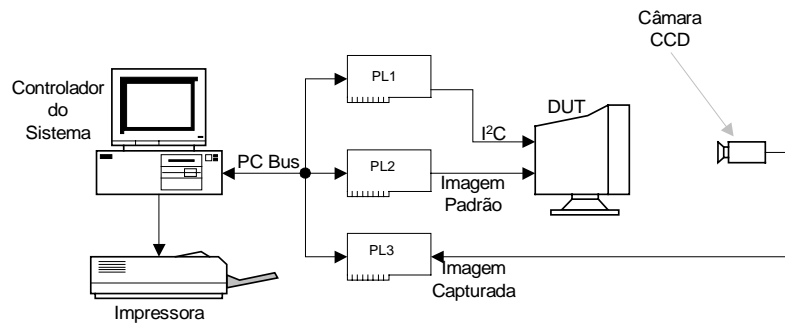 Câmara
CCD
Controlador
do
Sistema
PL1
DUT
I²C
PC Bus
PL2
Imagem
Padrão
PL3
Imagem
Capturada
Impressora